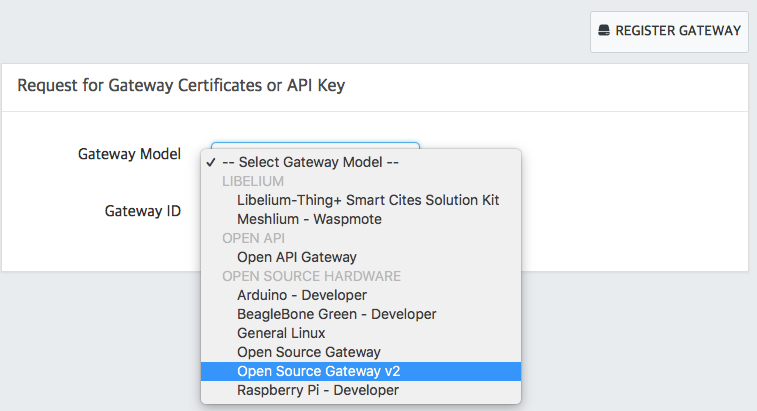 REGISTER GATEWAY
Request for Gateway Certificates or API Key
Gateway Model
✓ -- Select Gateway Model --
LIBELIUM
Libelium-Thing+ Smart Cites Solution Kit
Meshlium - Waspmote
Gateway ID
OPEN API
Open API Gateway
OPEN SOURCE HARDWARE
Arduino - Developer
BeagleBone Green - Developer
General Linux
Open Source Gateway
Open Source Gateway v2
Raspberry Pi - Developer